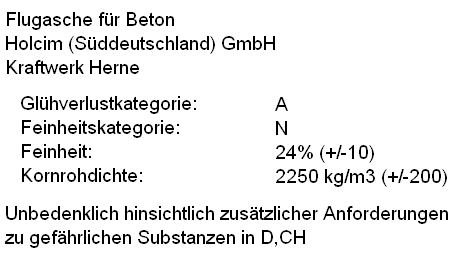 Flugasche für Beton
Holcim (Süddeutschland) GmbH
Kraftwerk Herne
Glühverlustkategorie: A
Feinheitskategorie: N
Feinheit: 24% (+/-10)
Kornrohdichte: 2250 kg/m3 (+/-200)
Unbedenklich hinsichtlich zusätzlicher Anforderungen
zu gefährlichen Substanzen in D,CH